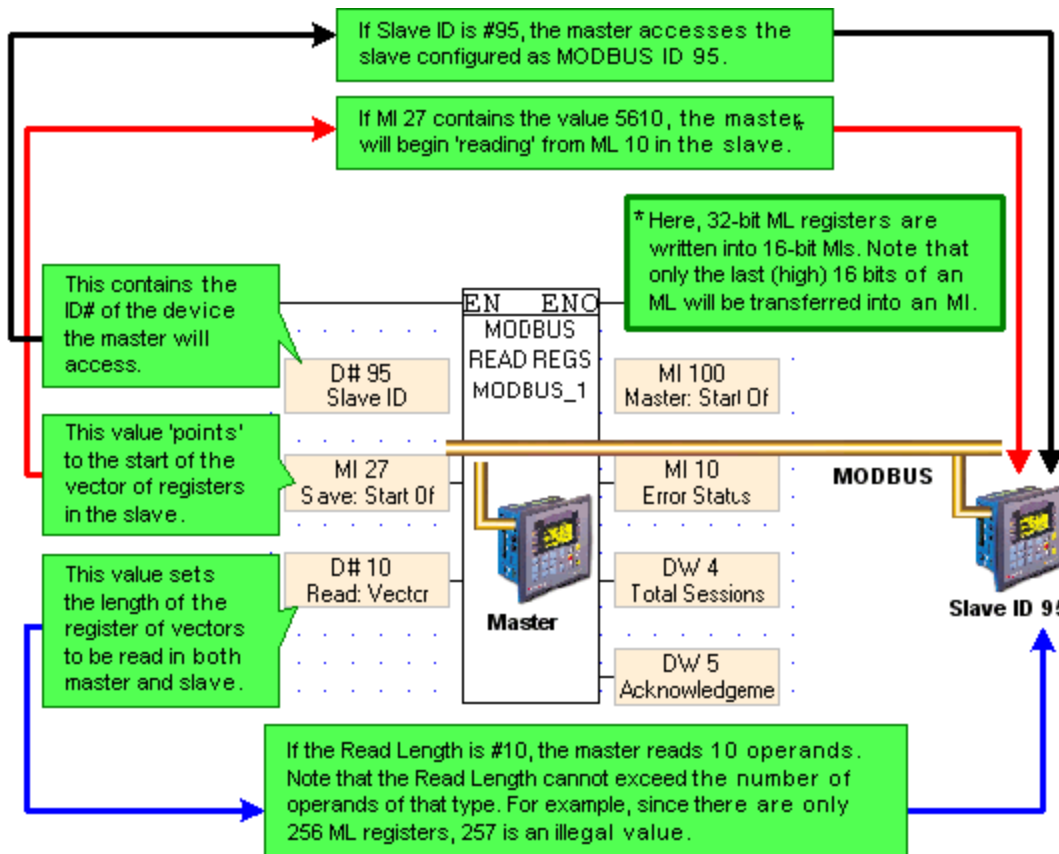 If Slave ID is #95, the master accesses the
slave configured as MODBUS ID 95.
If MI 27 contains the value 5610, the master*
will begin 'reading' from ML 10 in the slave.
* Here, 32-bit ML registers are
written into 16-bit MIs. Note that
only the last (high) 16 bits of an
ML will be transferred into an MI.
This contains the
ID# of the device
the master will
access.
EN ENO
MODBUS
READ REGS
MODBUS_1
D# 95
Slave ID
MI 100
Master: Start Of
This value 'points'
to the start of the
vector of registers
in the slave.
MI 27
Save: Start Of
MI 10
Error Status
MODBUS
This value sets
the length of the
register of vectors
to be read in both
master and slave.
D# 10
Read: Vector
Master
DW 4
Total Sessions
Slave ID 95
DW 5
Acknowledgeme
If the Read Length is #10, the master reads 10 operands.
Note that the Read Length cannot exceed the number of
operands of that type. For example, since there are only
256 ML registers, 257 is an illegal value.